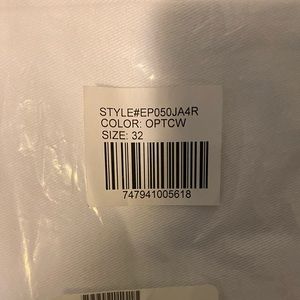 STYLE#EP050JA4R
COLOR: OPTCW
SIZE: 32
747941005618